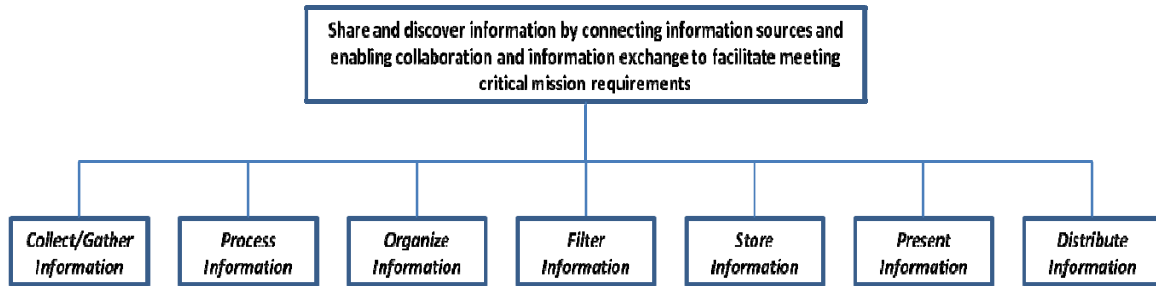 Share and discover information by connecting information sources and
enabling collaboration and information exchange to facilitate meeting
critical mission requirements
Collect/Gather
Information
Process
Information
Organize
Information
Filter
Information
Store
Information
Present
Information
Distribute
Information